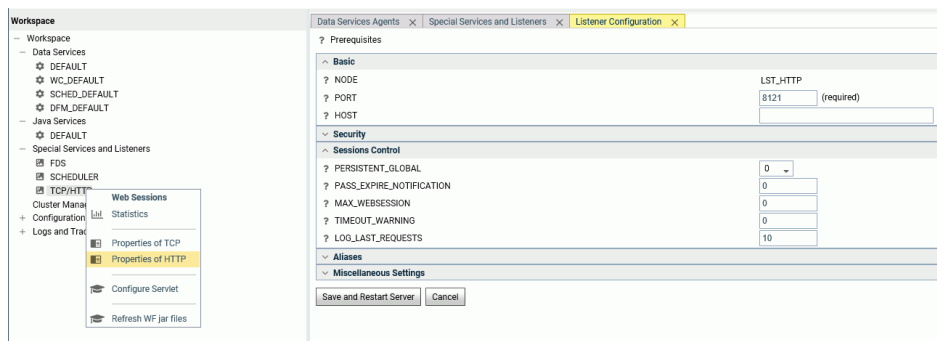 Workspace
Workspace
Data Services
DEFAULT
WC_DEFAULT
SCHED_DEFAULT
DFM_DEFAULT
Java Services
DEFAULT
Special Services and Listeners
FDS
SCHEDULER
TCP/HTTP
Cluster Mana
Configuration
Logs and Trac
Web Sessions
Statistics
Properties of TCP
Properties of HTTP
Configure Servlet
Refresh WF jar files
Data Services Agents × Special Services and Listeners × Listener Configuration ×
? Prerequisites
Basic
? NODE LST_HTTP
? PORT 8121 (required)
? HOST
Security
Sessions Control
? PERSISTENT_GLOBAL 0
? PASS_EXPIRE_NOTIFICATION 0
? MAX_WEBSESSION 0
? TIMEOUT_WARNING 0
? LOG_LAST_REQUESTS 10
Aliases
Miscellaneous Settings
Save and Restart Server Cancel